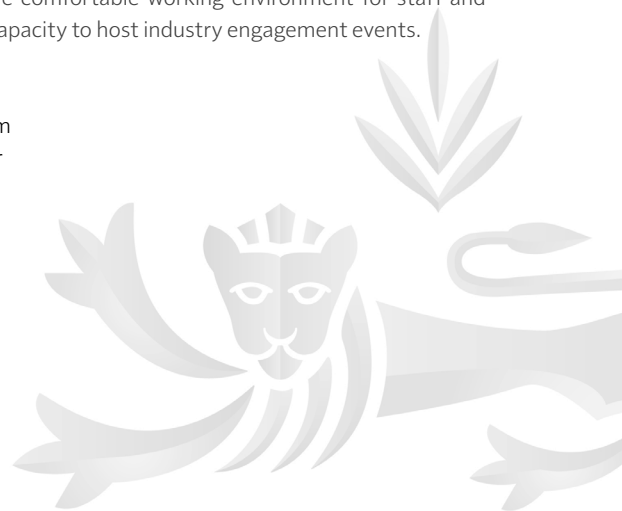 e comfortable working environment for staff and
apacity to host industry engagement events.
m